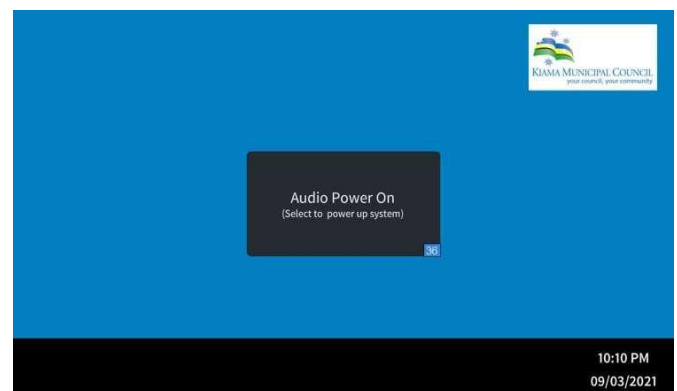 KIAMA MUNICIPAL COUNCIL
your council, your community
Audio Power On
(Select to power up system)
36
10:10 PM
09/03/2021